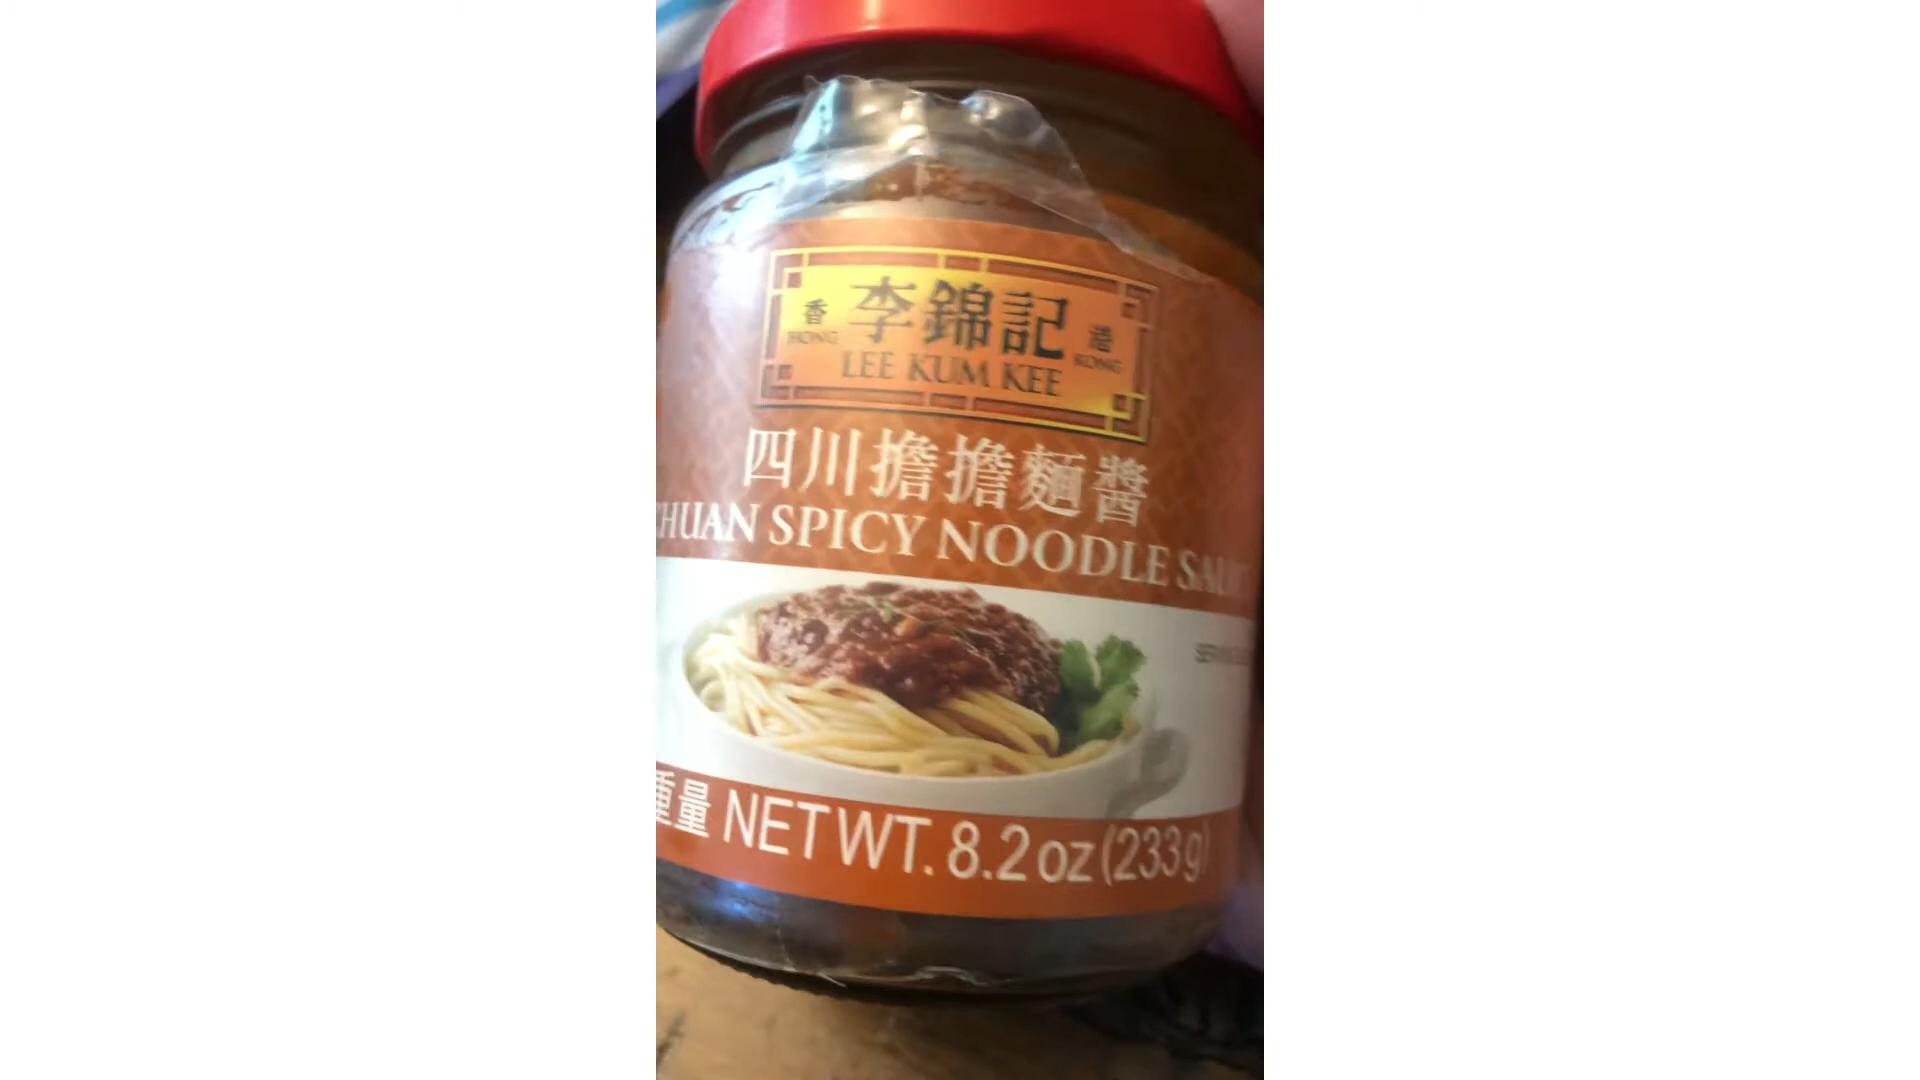 香 李錦記 港
HONG LEE KUM KEE KONG
四川擔擔麵醬
CHUAN SPICY NOODLE SAUC
重量 NET WT. 8.2 oz (233g)